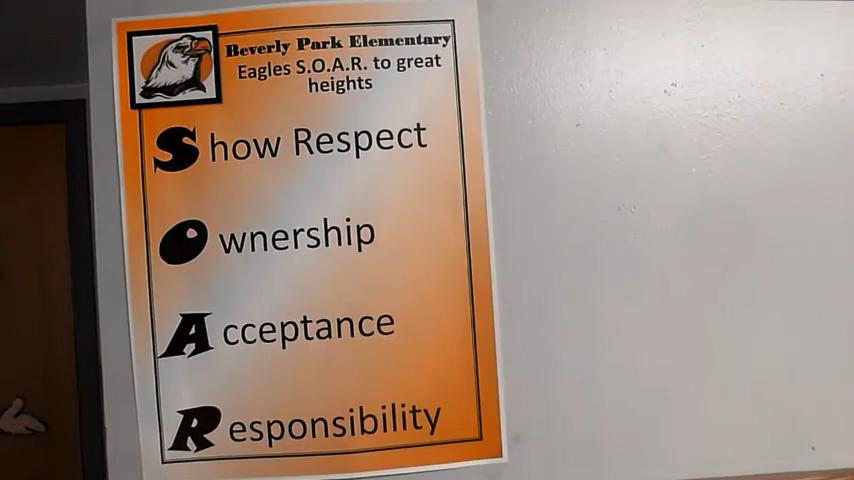 Beverly Park Elementary
Eagles S.O.A.R. to great
heights
Show Respect
Ownership
Acceptance
Responsibility